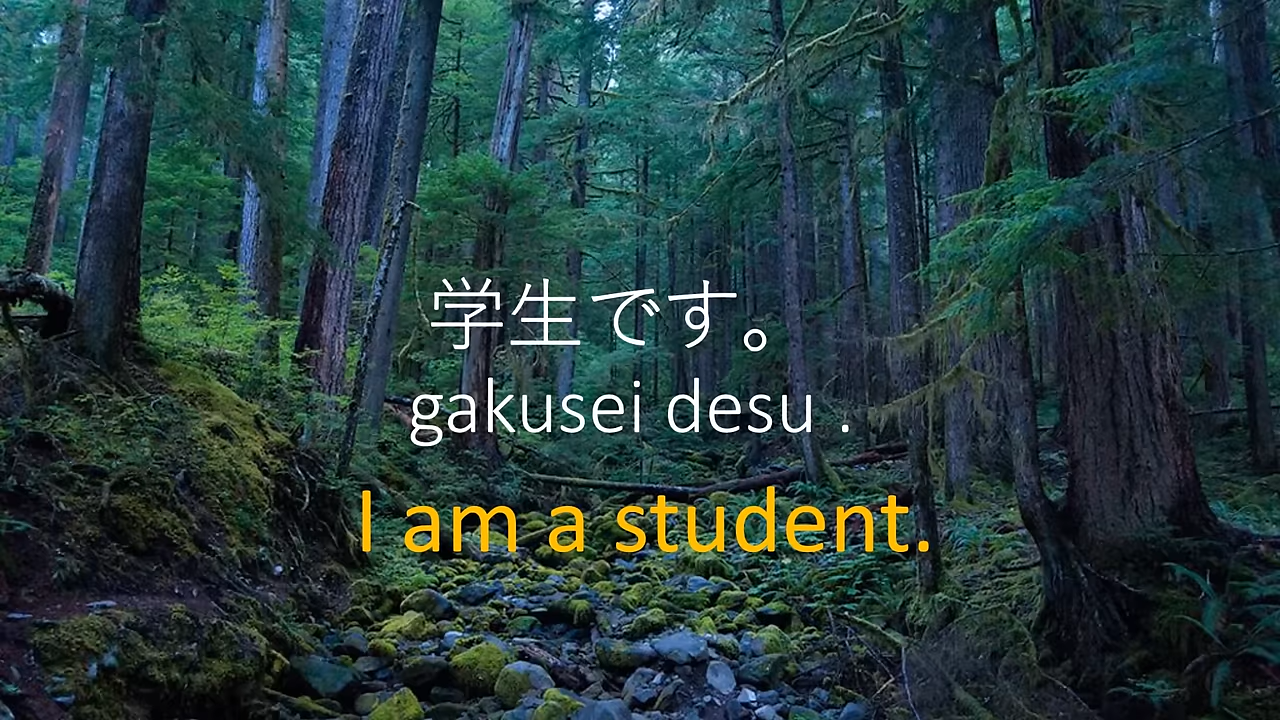 学生です。
gakusei desu .
I am a student.